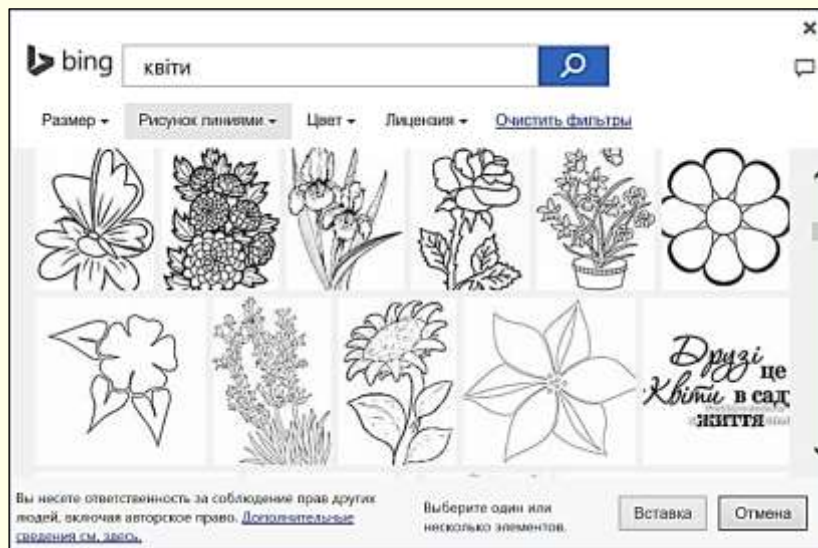 bing
квіти
Размер Рисунок линиями Цвет Лицензия Очистить фильтры
Друзі
це
Квіти в сад
життя
Вы несете ответственность за соблюдение прав других
людей, включая авторское право. Дополнительные
сведения см. здесь.
Выберите один или
несколько элементов.
Вставка
Отмена